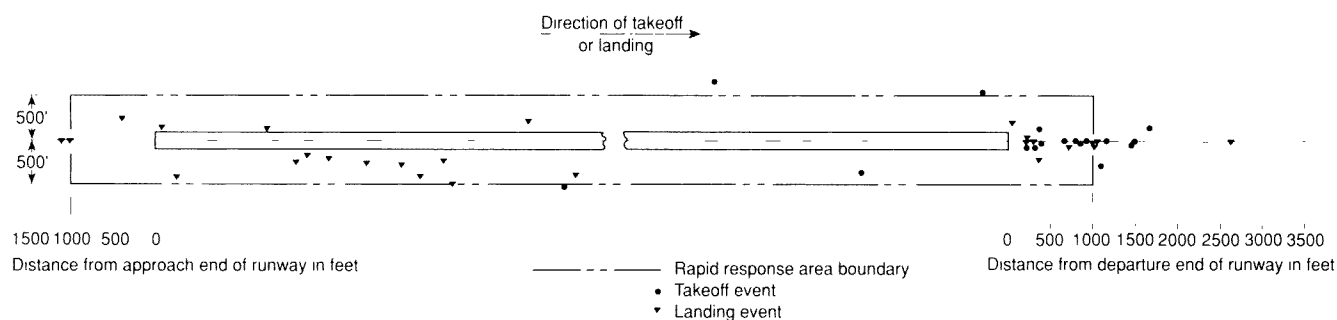 Direction of takeoff
or landing
500'
500'
1500 1000 500 0
0 500 1000 1500 2000 2500 3000 3500
Distance from approach end of runway in feet
Distance from departure end of runway in feet
Rapid response area boundary
Takeoff event
Landing event